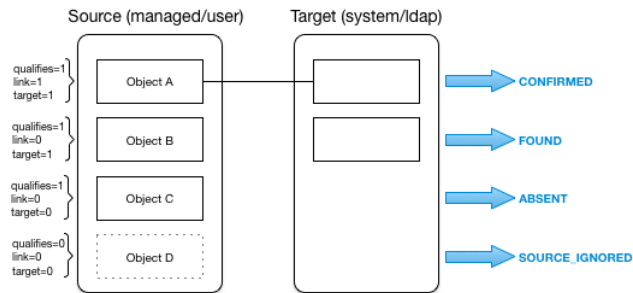 Source (managed/user)
Target (system/ldap)
qualifies=1
link=1
target=1
Object A
CONFIRMED
qualifies=1
link=0
target=1
Object B
FOUND
qualifies=1
link=0
target=0
Object C
ABSENT
qualifies=0
link=0
target=0
Object D
SOURCE_IGNORED